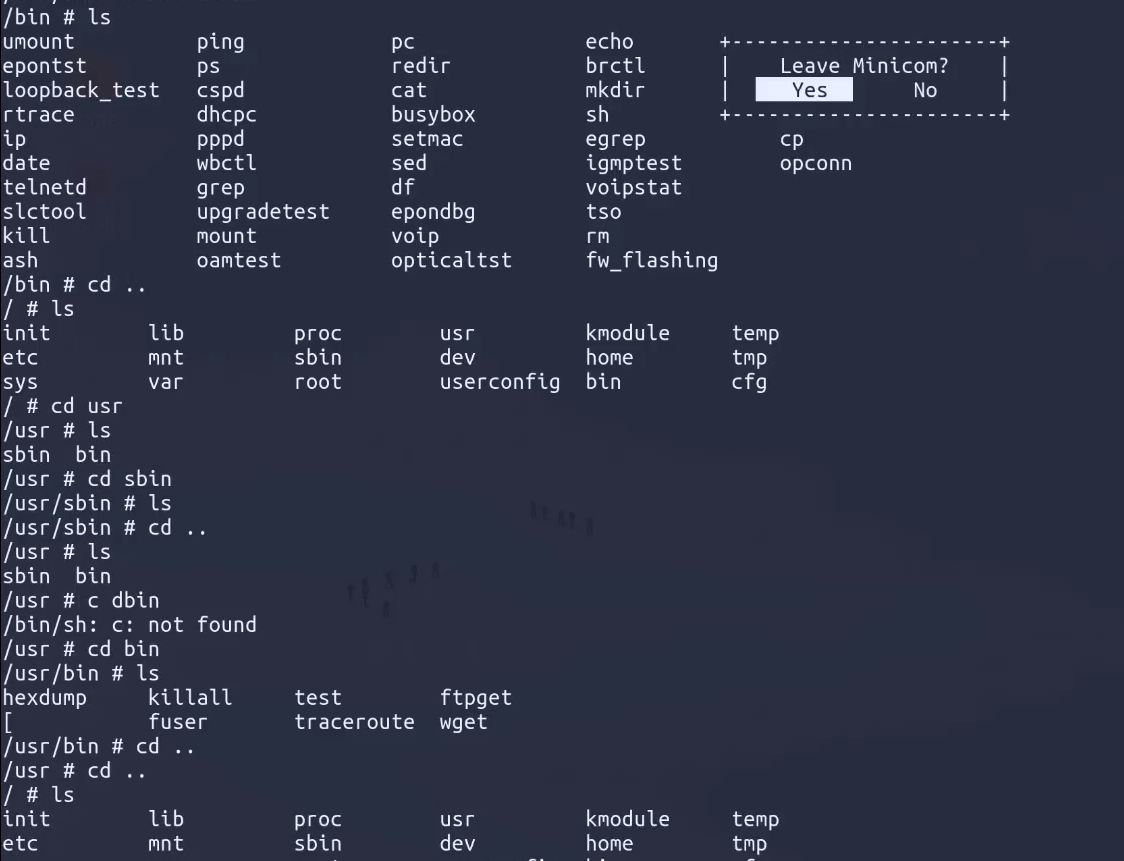 /bin # ls
umount ping pc echo +----------------------+
epontst ps redir brctl | Leave Minicom? |
loopback_test cspd cat mkdir | Yes No |
rtrace dhcpc busybox sh +----------------------+
ip pppd setmac egrep cp
date wbctl sed igmptest opconn
telnetd grep df voipstat
slctool upgradetest epondbg tso
kill mount voip rm
ash oamtest opticaltst fw_flashing
/bin # cd ..
/ # ls
init lib proc usr kmodule temp
etc mnt sbin dev home tmp
sys var root userconfig bin cfg
/ # cd usr
/usr # ls
sbin bin
/usr # cd sbin
/usr/sbin # ls
/usr/sbin # cd ..
/usr # ls
sbin bin
/usr # c dbin
/bin/sh: c: not found
/usr # cd bin
/usr/bin # ls
hexdump killall test ftpget
[ fuser traceroute wget
/usr/bin # cd ..
/usr # cd ..
/ # ls
init lib proc usr kmodule temp
etc mnt sbin dev home tmp